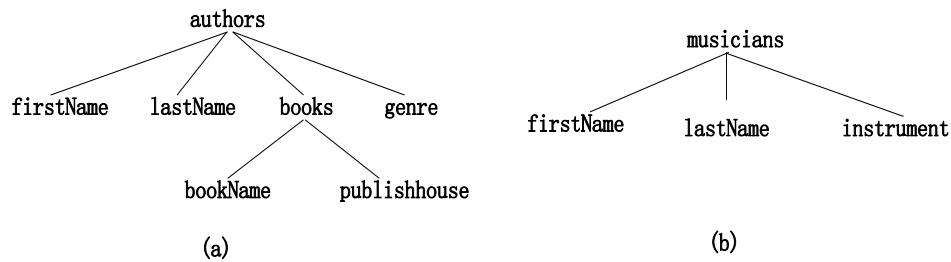 authors
firstName lastName books genre
bookName publishhouse
(a)
musicians
firstName lastName instrument
(b)